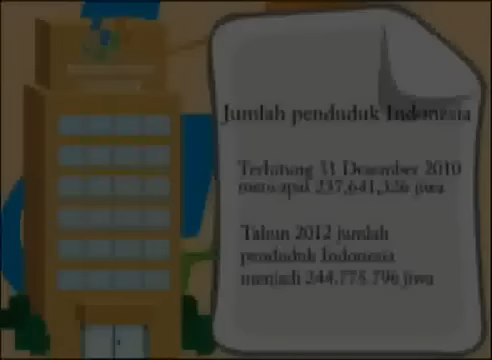 Jumlah penduduk Indonesia
Terhitung 31 Desember 2010
mencapai 237,641,326 jiwa
Tahun 2012 jumlah
penduduk Indonesia
menjadi 244.775.796 jiwa